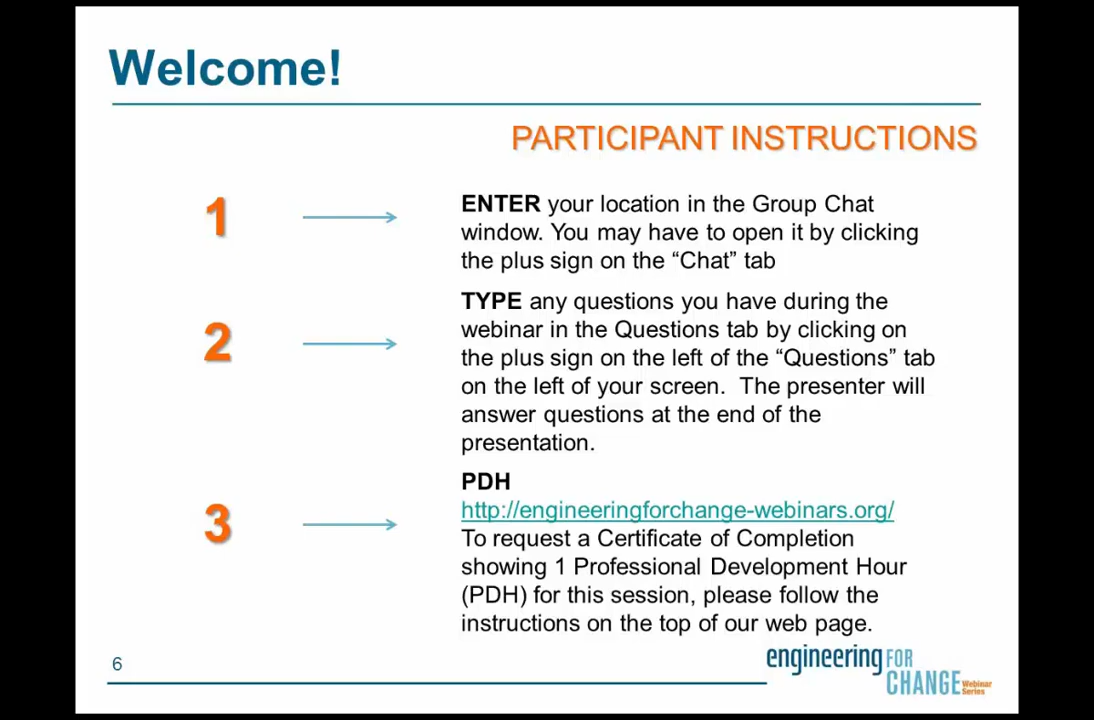 Welcome!
PARTICIPANT INSTRUCTIONS
1
ENTER your location in the Group Chat
window. You may have to open it by clicking
the plus sign on the “Chat” tab
2
TYPE any questions you have during the
webinar in the Questions tab by clicking on
the plus sign on the left of the “Questions” tab
on the left of your screen.  The presenter will
answer questions at the end of the
presentation.
3
PDH
http://engineeringforchange-webinars.org/
To request a Certificate of Completion
showing 1 Professional Development Hour
(PDH) for this session, please follow the
instructions on the top of our web page.
6
engineering FOR
CHANGE Webinar
Series